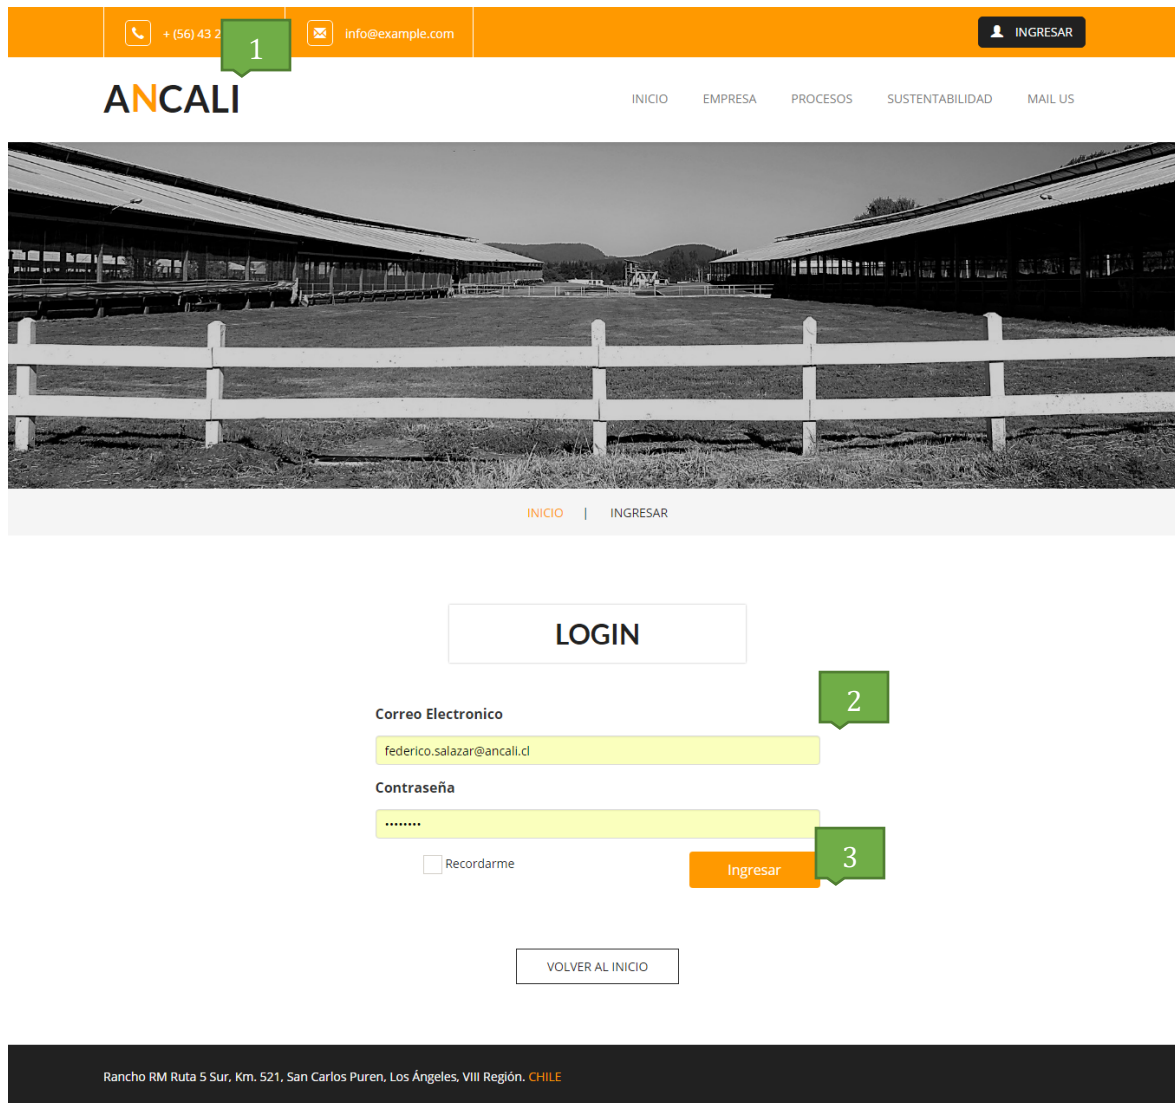 + (56) 43 2
1
info@example.com
INGRESAR
ANCALI
INICIO EMPRESA PROCESOS SUSTENTABILIDAD MAIL US
INICIO | INGRESAR
LOGIN
2
Correo Electronico
federico.salazar@ancali.cl
Contraseña
••••••••
3
Recordarme
Ingresar
VOLVER AL INICIO
Rancho RM Ruta 5 Sur, Km. 521, San Carlos Puren, Los Ángeles, VIII Región. CHILE